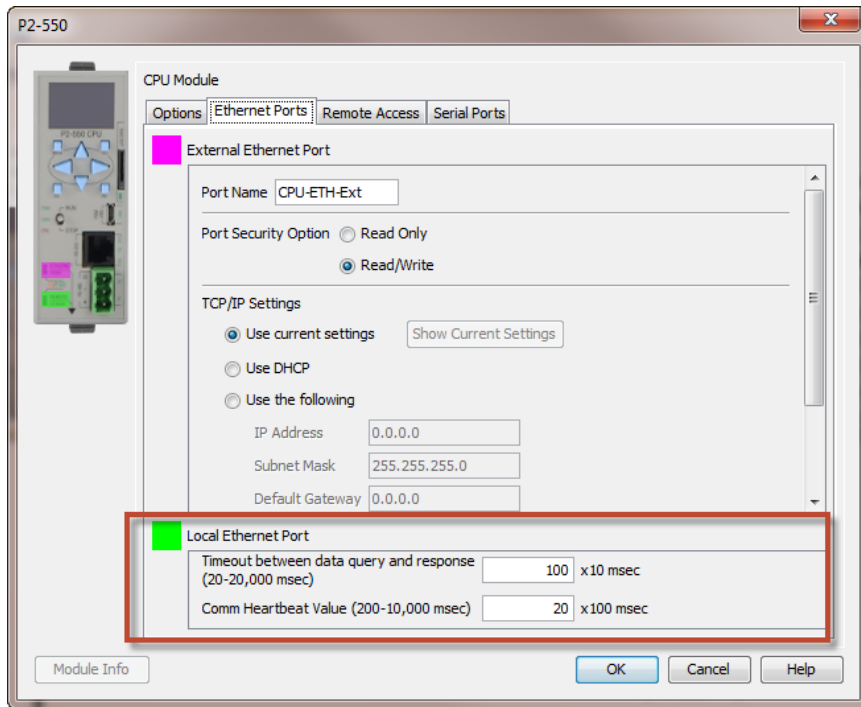 P2-550
CPU Module
Options Ethernet Ports Remote Access Serial Ports
P2-550 CPU
External Ethernet Port
Port Name CPU-ETH-Ext
Port Security Option Read Only
Read/Write
TCP/IP Settings
Use current settings Show Current Settings
Use DHCP
Use the following
IP Address 0.0.0.0
Subnet Mask 255.255.255.0
Default Gateway 0.0.0.0
Local Ethernet Port
Timeout between data query and response
(20-20,000 msec) 100 x10 msec
Comm Heartbeat Value (200-10,000 msec) 20 x100 msec
Module Info OK Cancel Help